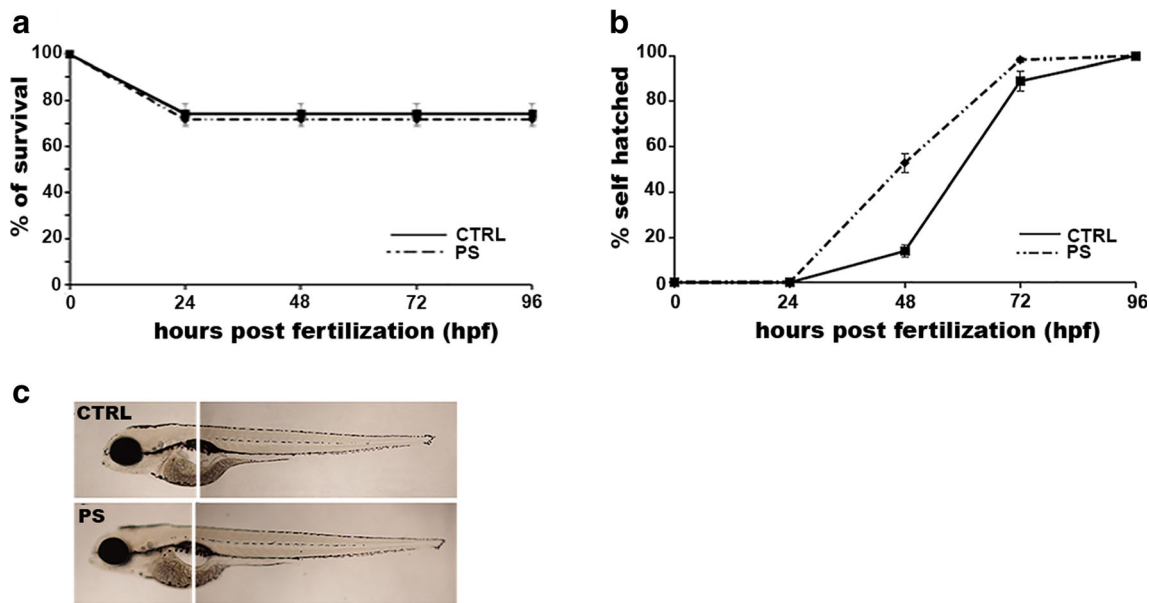 a
% of survival
100
80
60
40
20
0
CTRL
PS
0 24 48 72 96
hours post fertilization (hpf)
b
% self hatched
100
80
60
40
20
0
CTRL
PS
0 24 48 72 96
hours post fertilization (hpf)
c
CTRL
PS